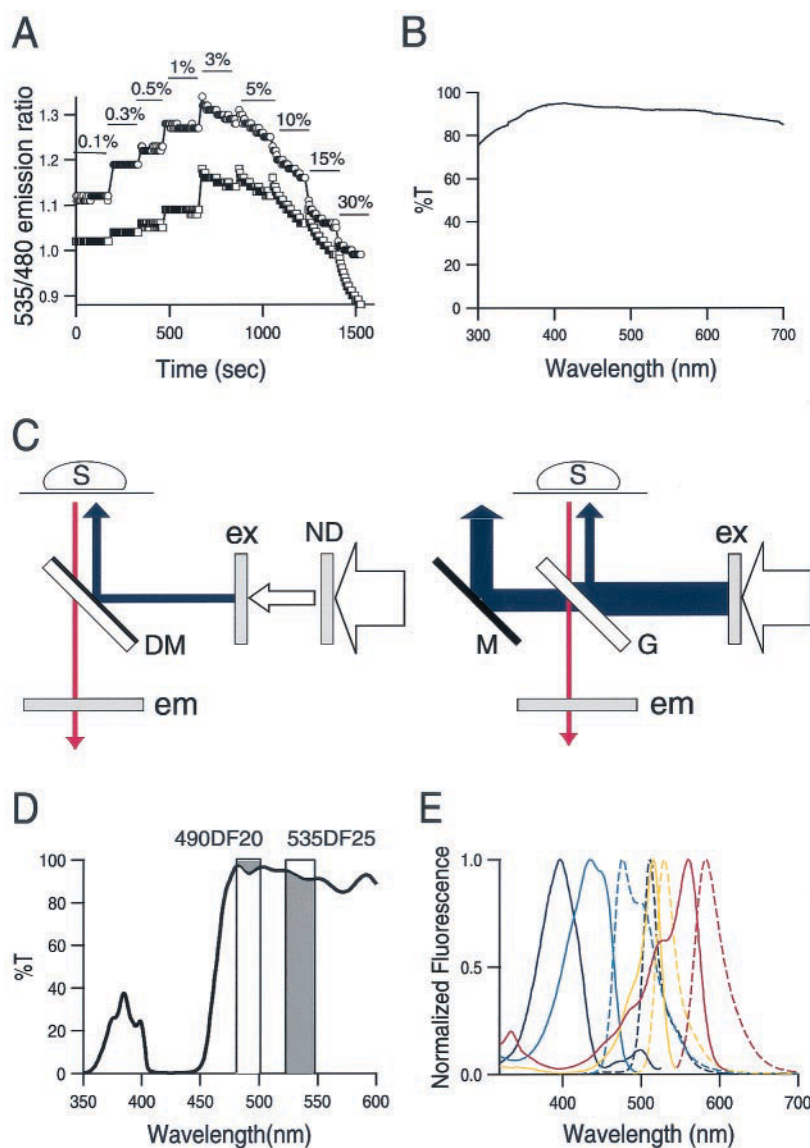 A
535/480 emission ratio
1.3
1.2
1.1
1.0
0.9
0.1%
0.3%
0.5%
1%
3%
5%
10%
15%
30%
0
500
1000
1500
Time (sec)
B
%T
100
80
60
40
20
0
300
400
500
600
700
Wavelength (nm)
C
S
ex
ND
DM
em
S
ex
M
G
em
D
490DF20
535DF25
%T
100
80
60
40
20
0
350
400
450
500
550
600
Wavelength(nm)
E
Normalized Fluorescence
1.0
0.5
0
400
500
600
700
Wavelength (nm)